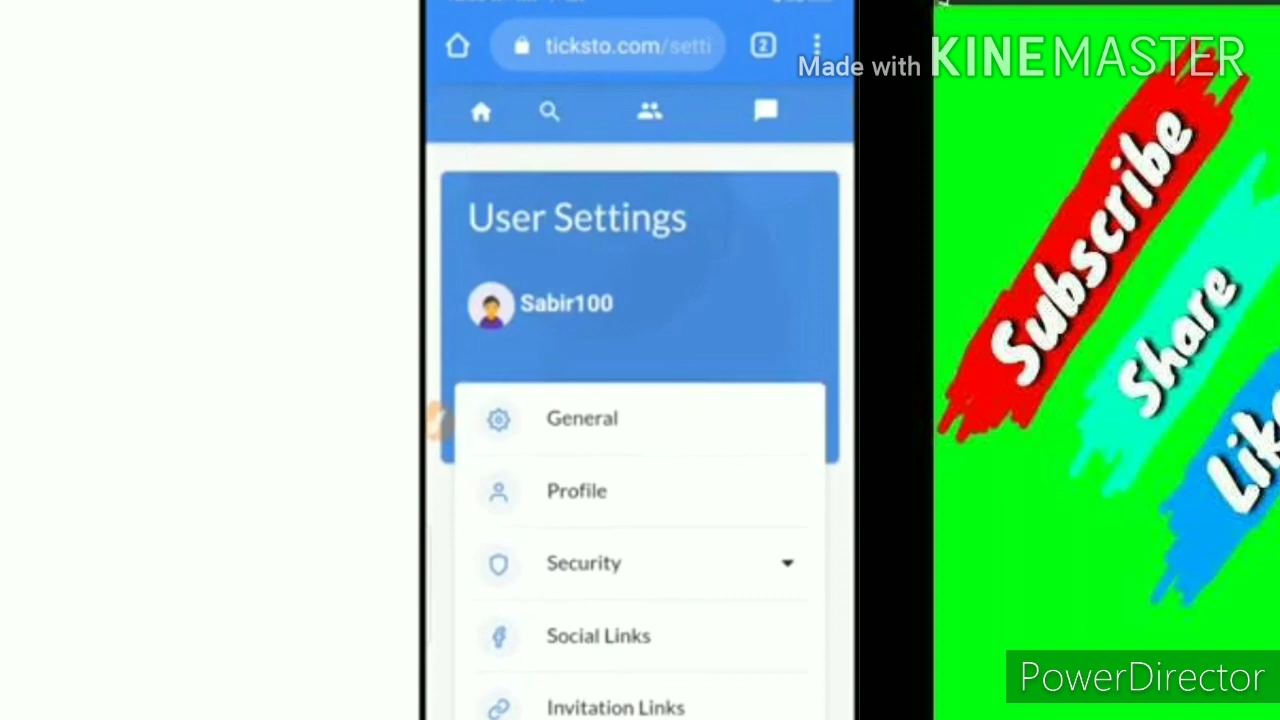 ticksto.com/setti
2
Made with KINEMASTER
User Settings
Sabir100
General
Profile
Security
Social Links
Invitation Links
Subscribe
Share
Like
PowerDirector